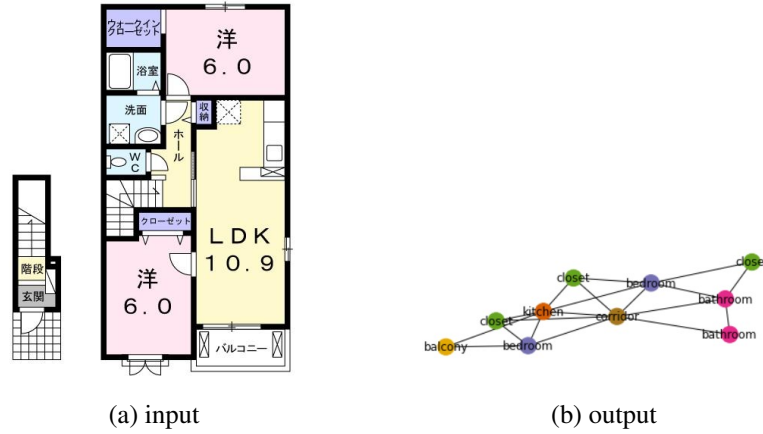 ウォークイン
クローゼット
洋
6.0
浴室
洗面
収納
ホール
WC
クローゼット
LDK
10.9
洋
6.0
階段
玄関
バルコニー
closet
closet
bedroom
kitchen
bathroom
closet
corridor
bathroom
balcony
bedroom
(a) input
(b) output